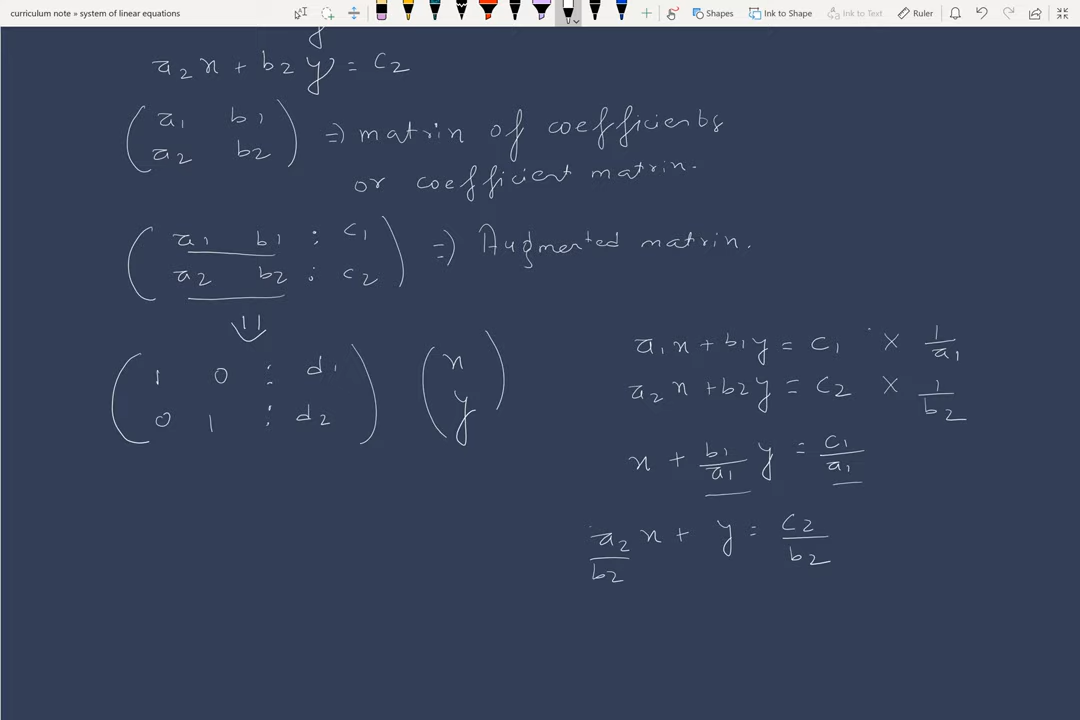 curriculum note » system of linear equations
Shapes Ink to Shape Ink to Text Ruler
a2 x + b2 y = c2
( a1 b1
a2 b2 ) ⇒ matrix of coefficients
or coefficient matrix.
( a1 b1 : c1
a2 b2 : c2 ) ⇒ Augmented matrix.
⇓
( 1 0 : d1
0 1 : d2 ) ( x
y )
a1 x + b1 y = c1 × 1/a1
a2 x + b2 y = c2 × 1/b2
x + b1/a1 y = c1/a1
a2/b2 x + y = c2/b2